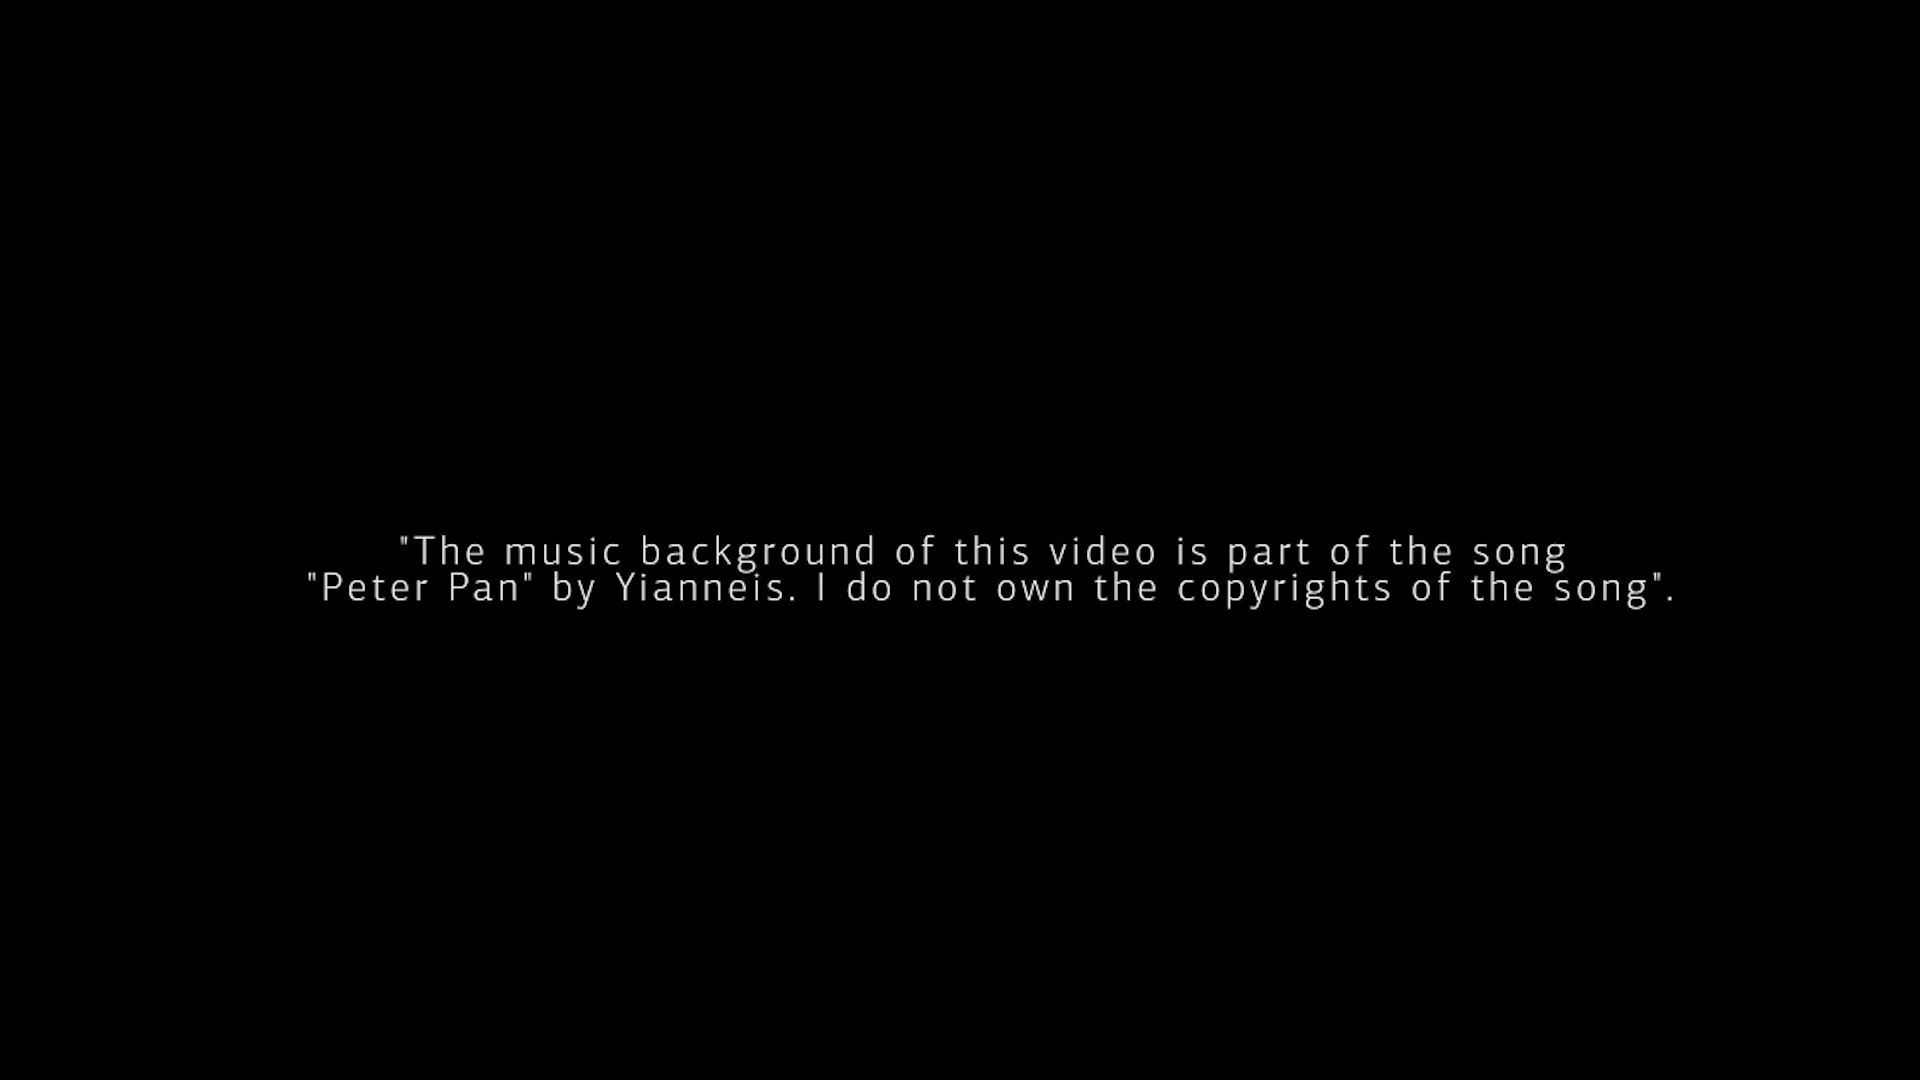 "The music background of this video is part of the song
"Peter Pan" by Yianneis. I do not own the copyrights of the song".